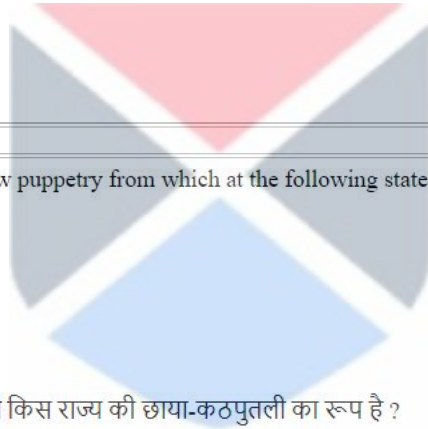 puppetry from which at the following state
किस राज्य की छाया-कठपुतली का रूप है ?